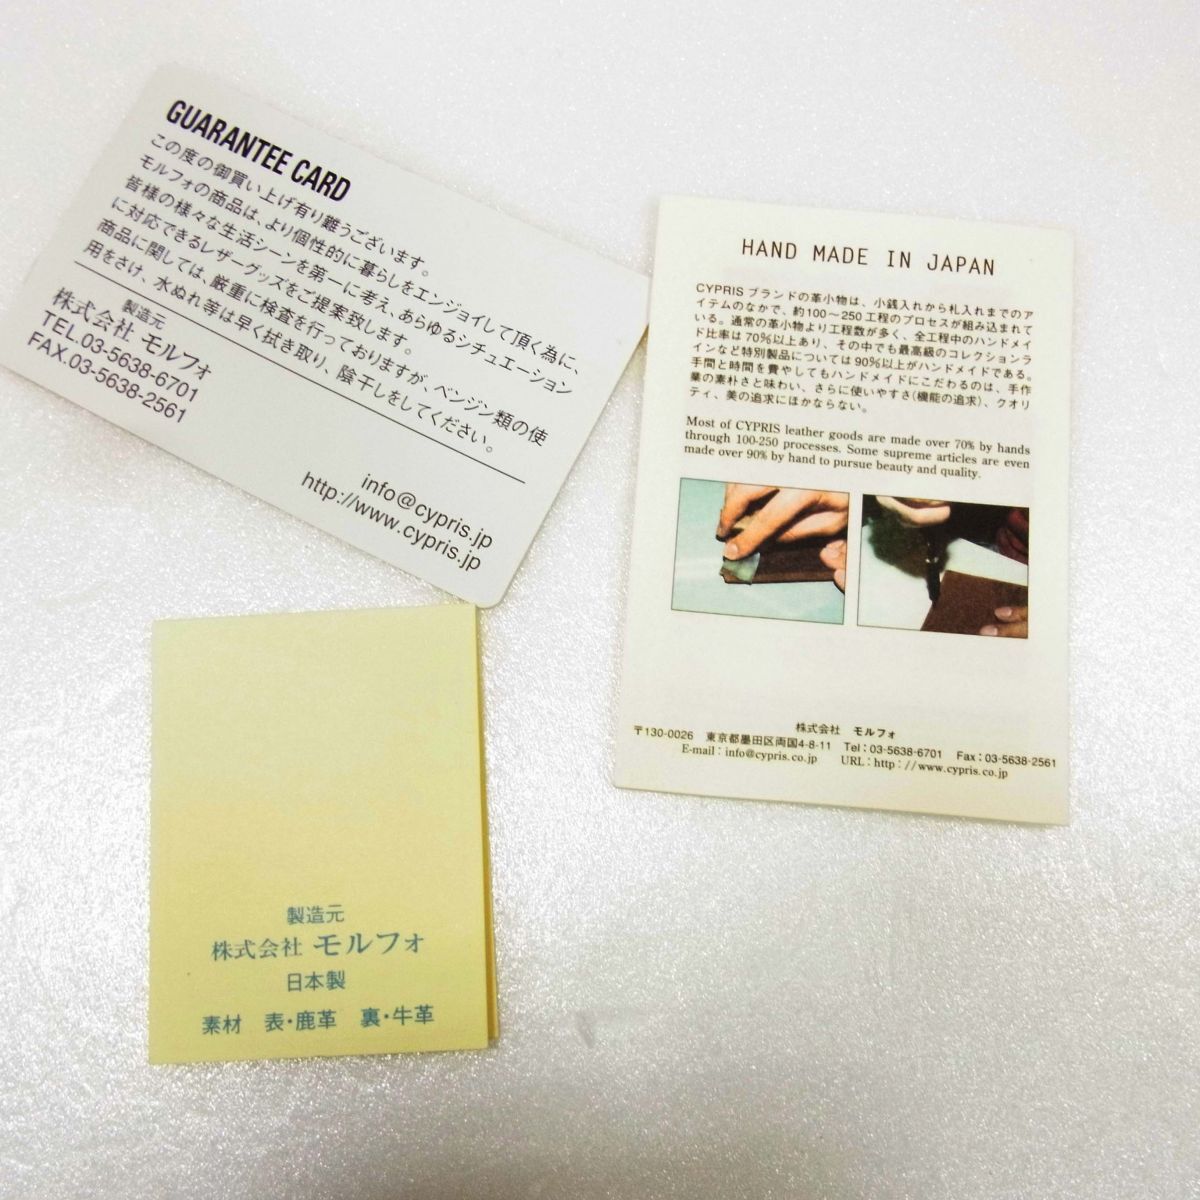 GUARANTEE CARD
この度の御買い上げ有り難うございます。
モルフォの商品は、より個性的に暮らしをエンジョイして頂く為に、
皆様の様々な生活シーンを第一に考え、あらゆるシチュエーション
に対応できるレザーグッズをご提案致します。
商品に関しては、厳重に検査を行っておりますが、ベンジン類の使
用をさけ、水ぬれ等は早く拭き取り、陰干しをしてください。
製造元
株式会社 モルフォ
TEL.03-5638-6701
FAX.03-5638-2561
info@cypris.jp
http://www.cypris.jp
HAND MADE IN JAPAN
CYPRIS ブランドの革小物は、小銭入れから札入れまでのア
イテムのなかで、約100〜250 工程のプロセスが組み込まれて
いる。通常の革小物より工程数が多く、全工程中のハンドメイ
ド比率は70%以上あり、その中でも最高級のコレクションラ
インなど特別製品については90%以上がハンドメイドである。
手間と時間を費やしてもハンドメイドにこだわるのは、手作
業の素朴さと味わい、さらに使いやすさ(機能の追求)、クオリ
ティ、美の追求にほかならない。
Most of CYPRIS leather goods are made over 70% by hands
through 100-250 processes. Some supreme articles are even
made over 90% by hand to pursue beauty and quality.
株式会社 モルフォ
〒130-0026 東京都墨田区両国4-8-11 Tel：03-5638-6701 Fax：03-5638-2561
E-mail：info@cypris.co.jp URL：http：//www.cypris.co.jp
製造元
株式会社 モルフォ
日本製
素材 表・鹿革 裏・牛革